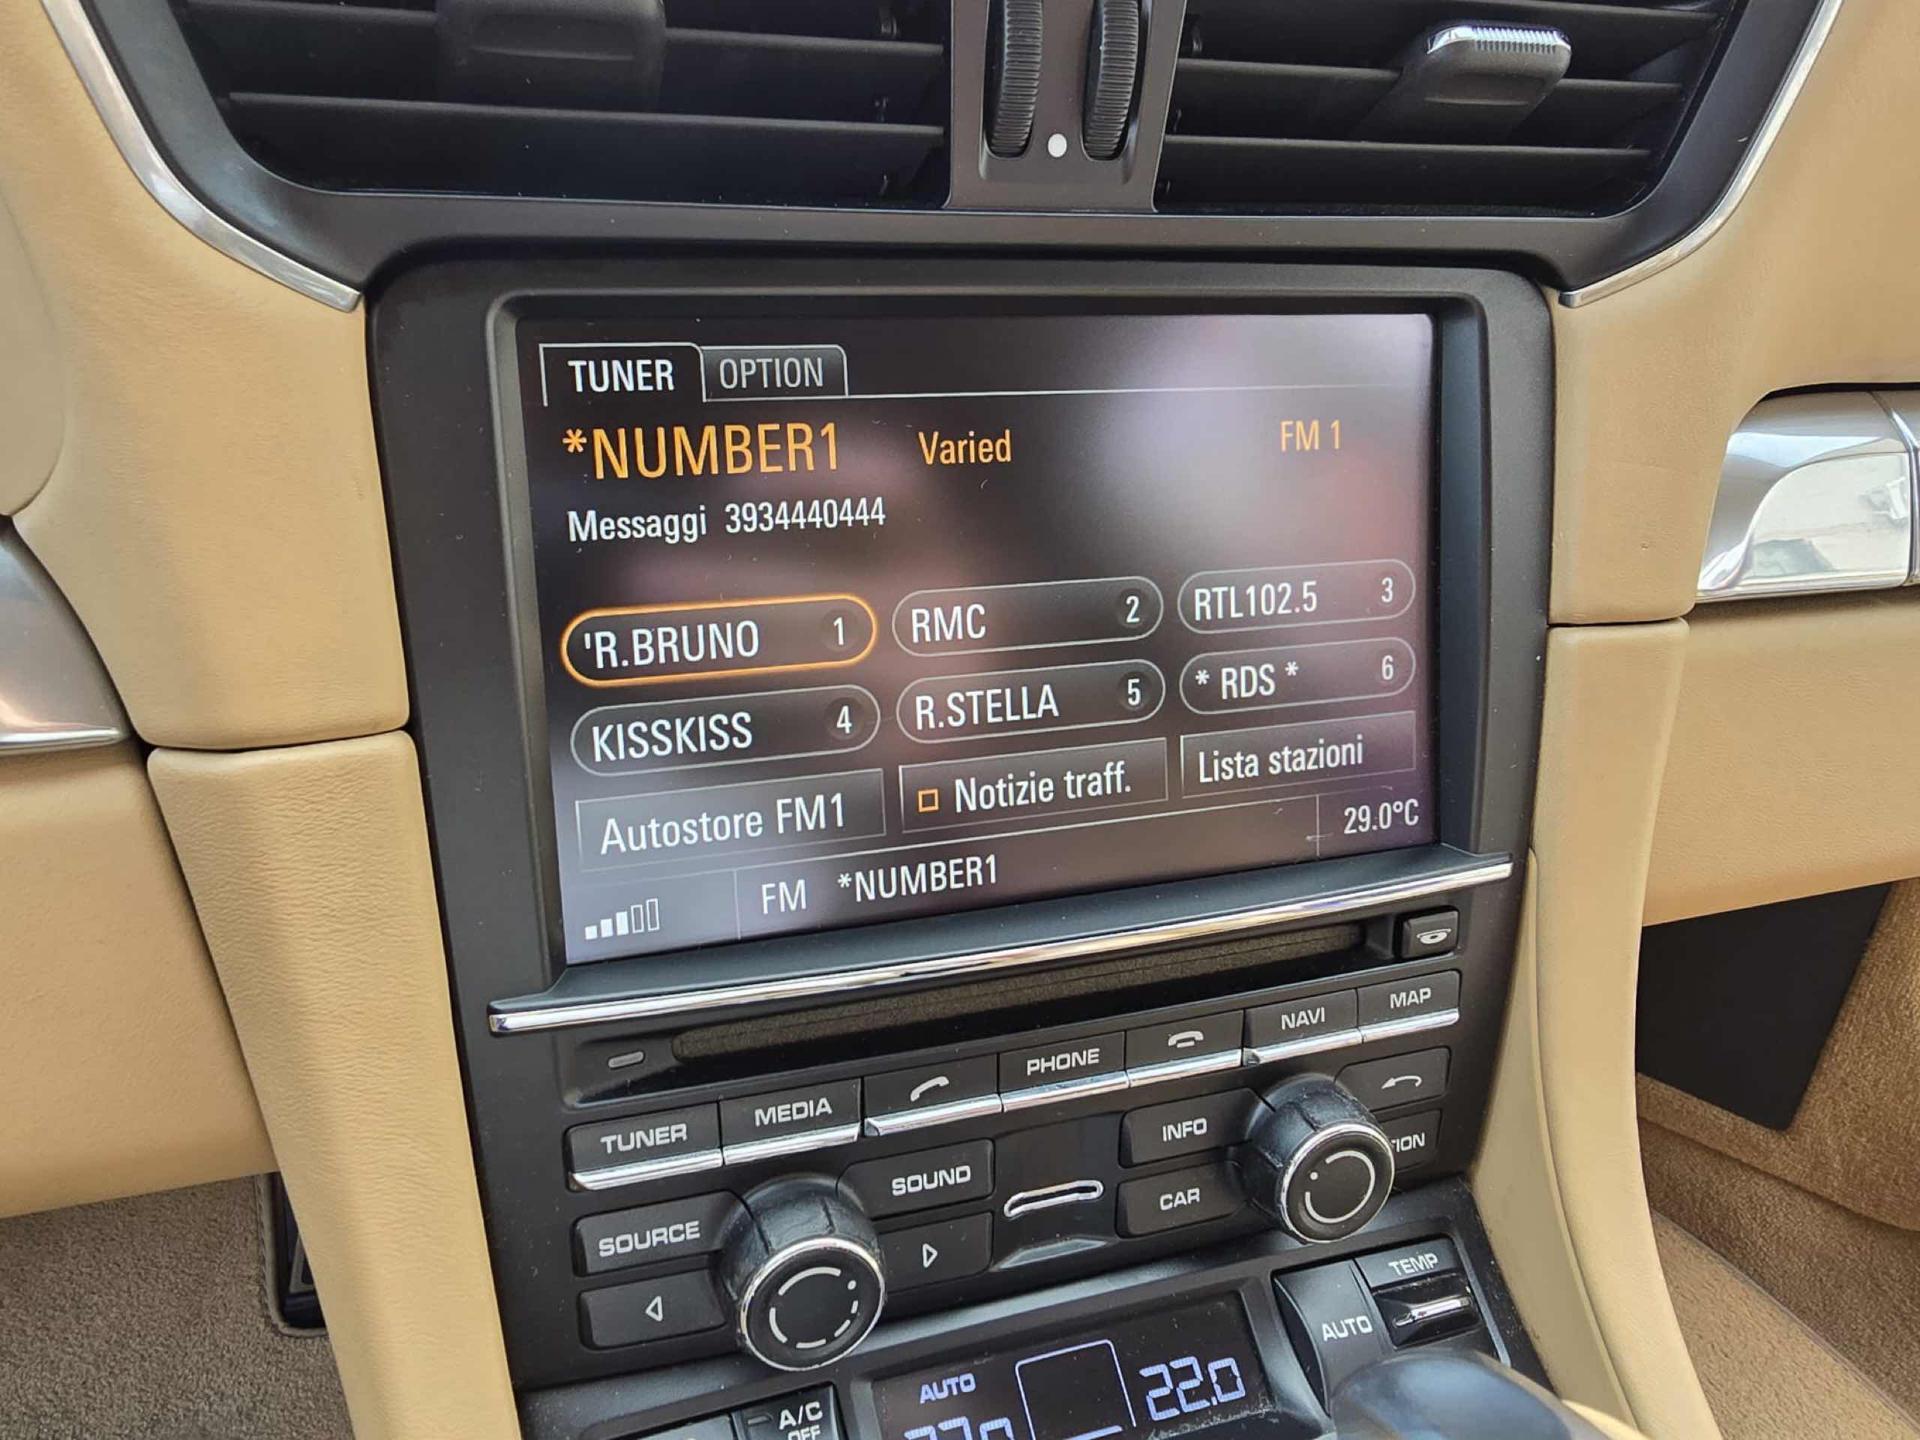 TUNER OPTION
*NUMBER1 Varied FM 1
Messaggi 3934440444
'R.BRUNO 1 RMC 2 RTL102.5 3
KISSKISS 4 R.STELLA 5 * RDS * 6
Autostore FM1 Notizie traff. Lista stazioni
FM *NUMBER1 29.0°C
TUNER MEDIA PHONE NAVI MAP
SOURCE SOUND INFO
CAR
TEMP
AUTO
AUTO 22.0
A/C
OFF